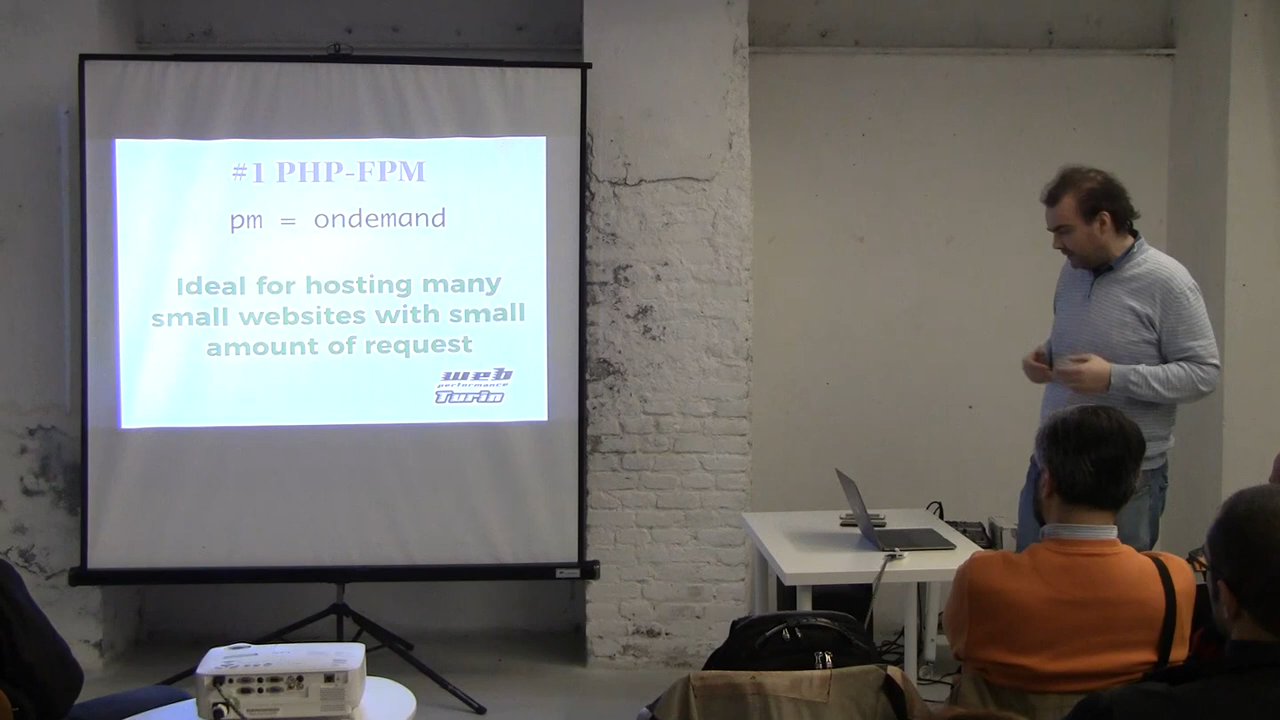 #1 PHP-FPM
pm = ondemand
Ideal for hosting many
small websites with small
amount of request
web
performance
Turin